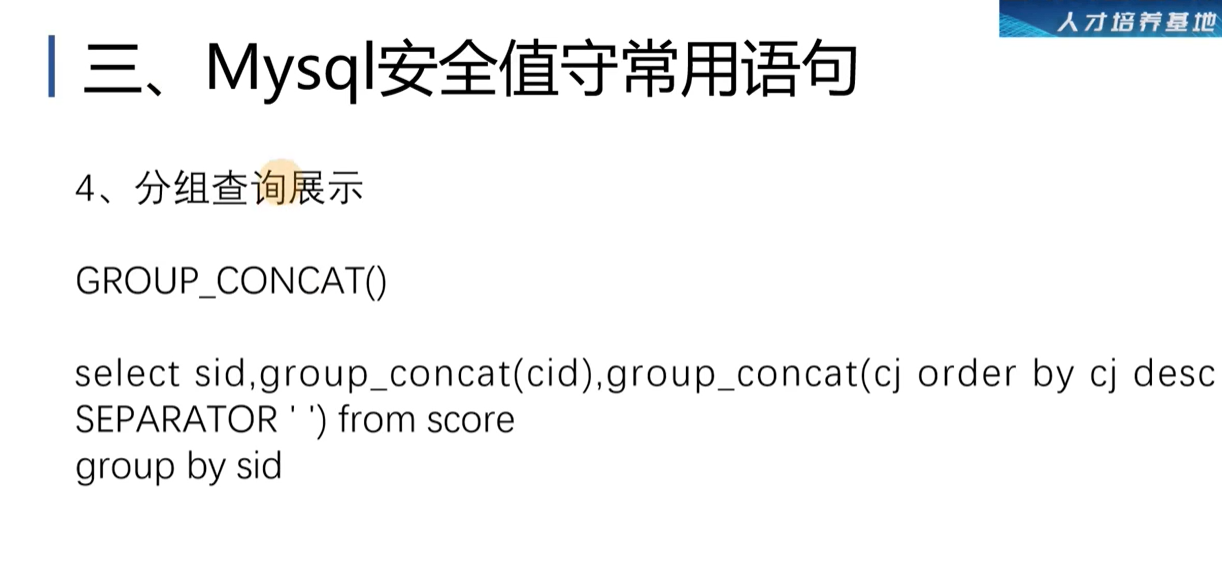 人才培养基地
三、Mysql安全值守常用语句
4、分组查询展示
GROUP_CONCAT()
select sid,group_concat(cid),group_concat(cj order by cj desc
SEPARATOR ' ') from score
group by sid